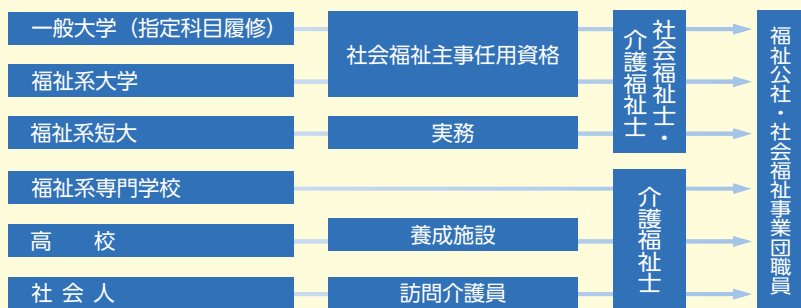 一般大学（指定科目履修）
福祉系大学
福祉系短大
福祉系専門学校
高　　校
社 会 人
社会福祉主事任用資格
実務
養成施設
訪問介護員
社会福祉士・
介護福祉士
介護福祉士
福祉公社・社会福祉事業団職員